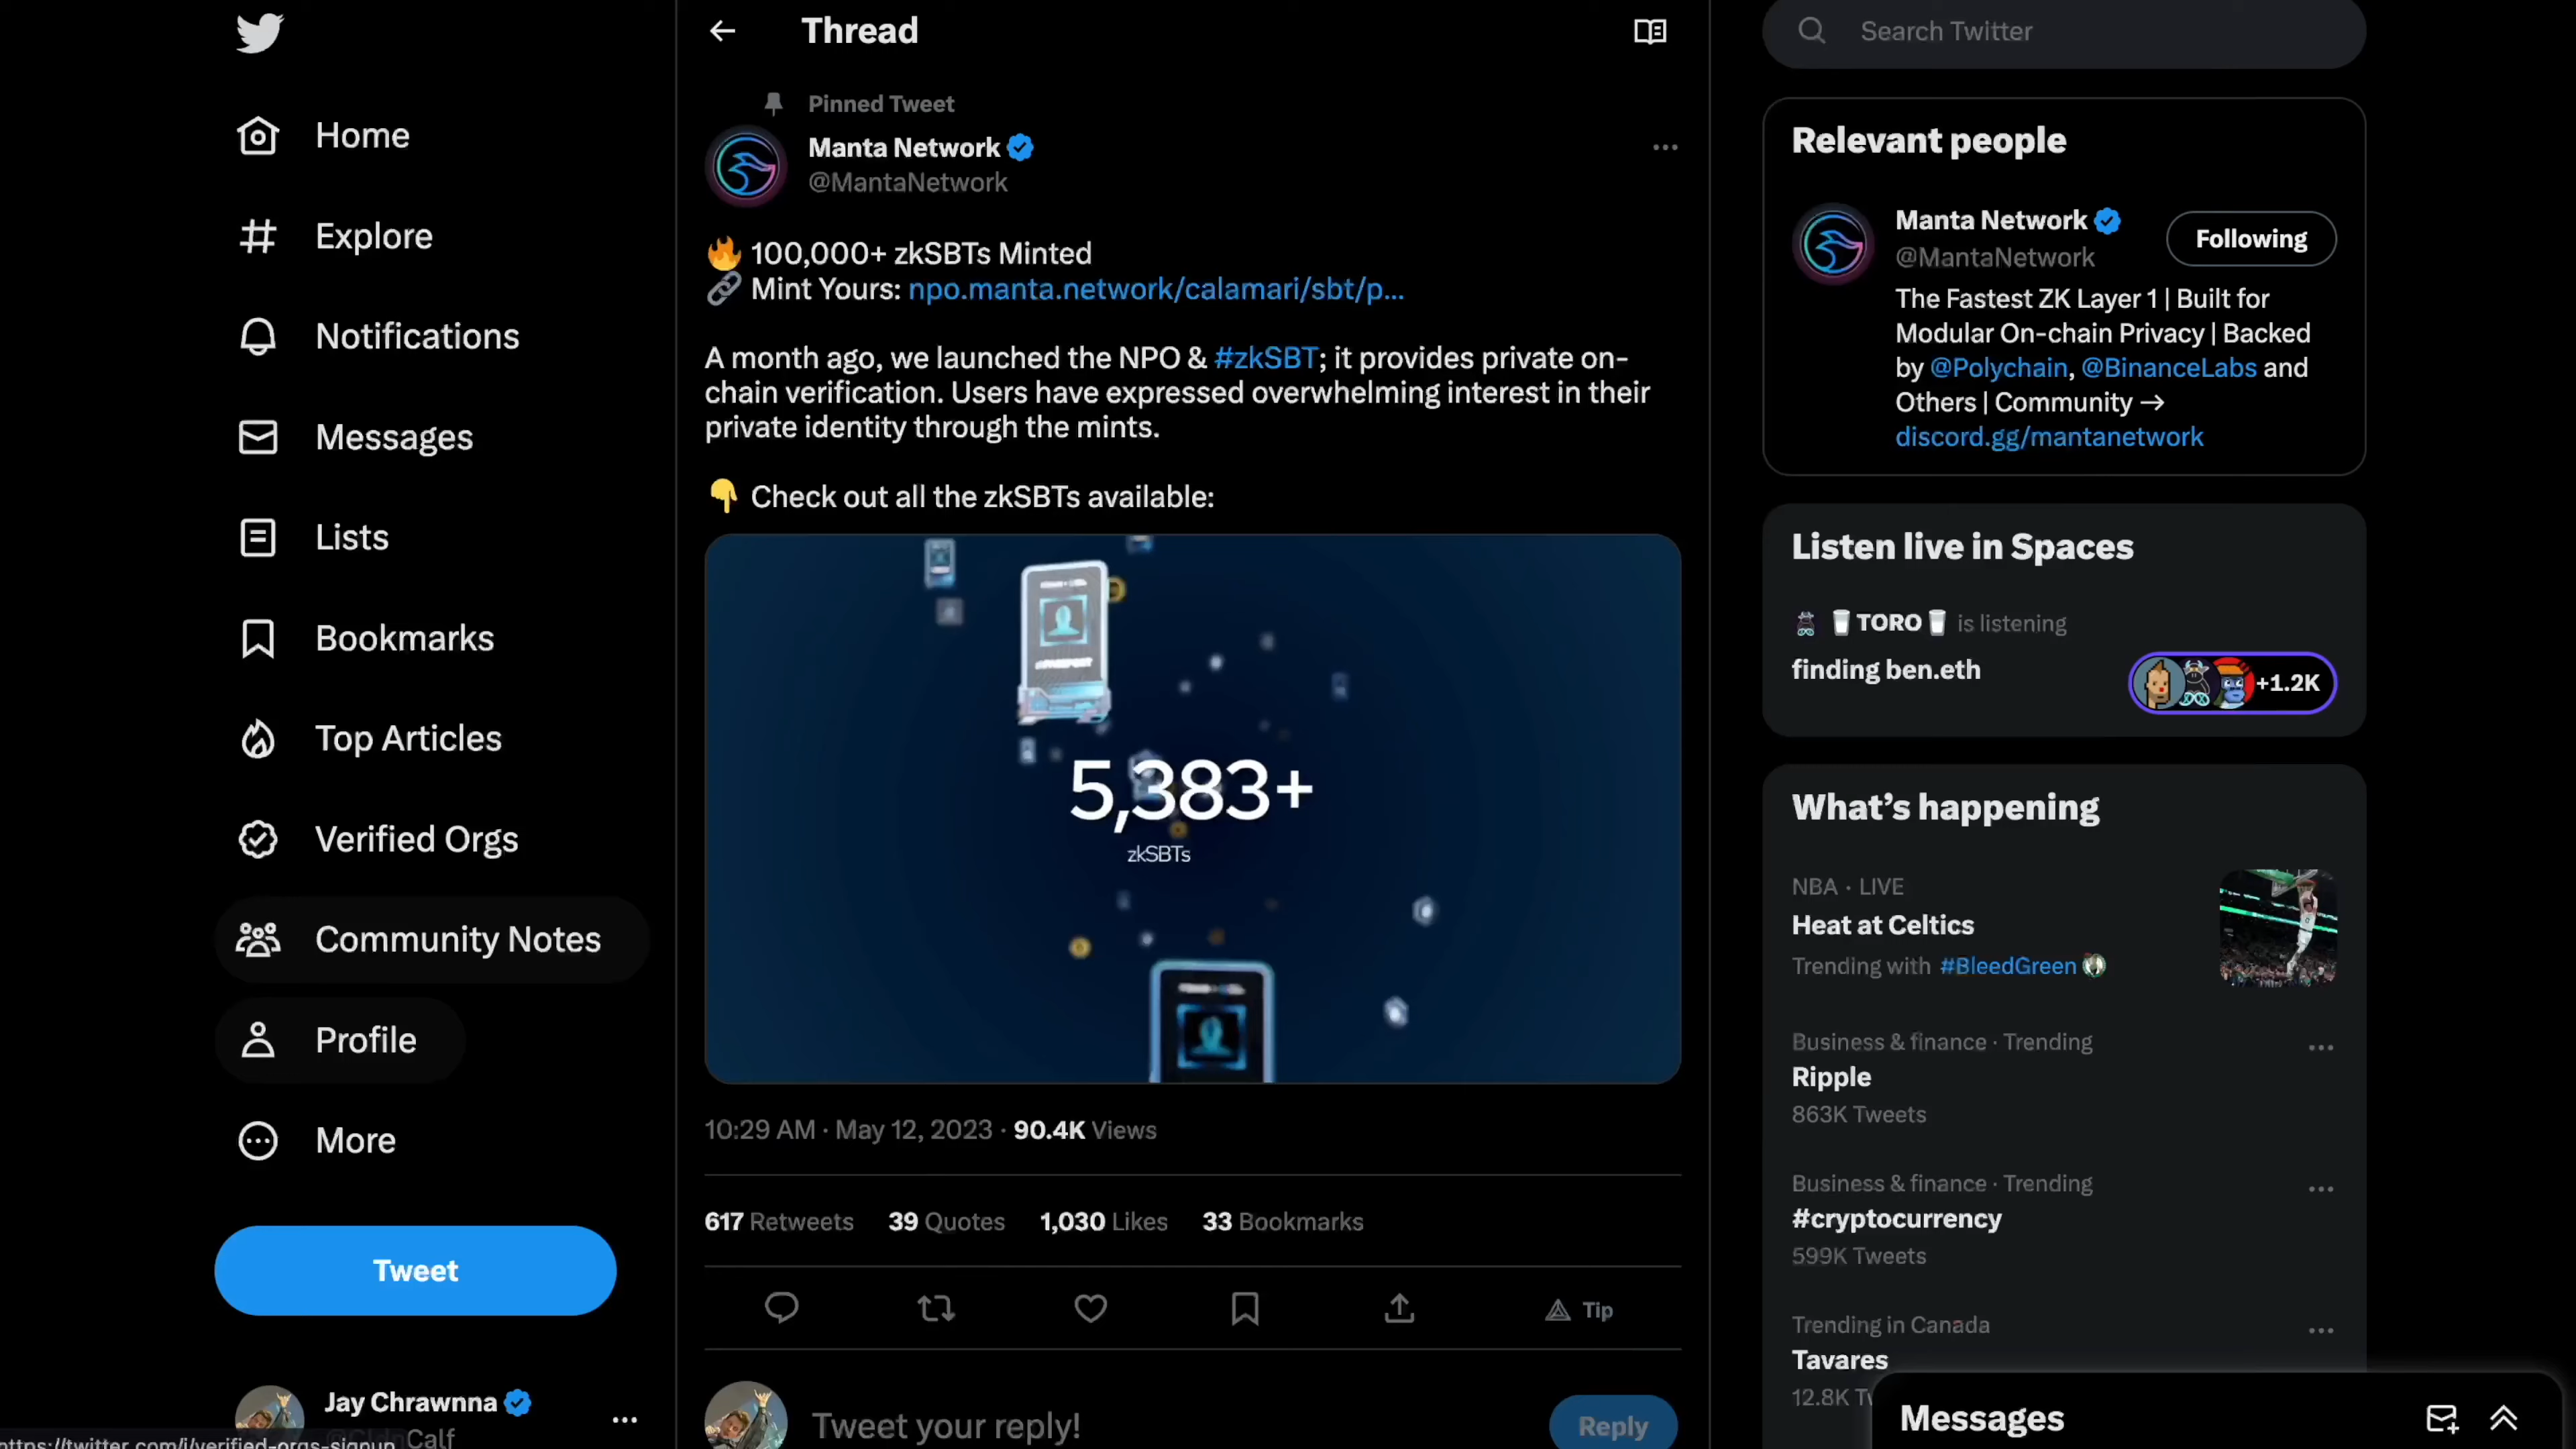 Home
Explore
Notifications
Messages
Lists
Bookmarks
Top Articles
Verified Orgs
Community Notes
Profile
More
Tweet
Jay Chrawnna
https://twitter.com/i/verified-orgs-signup
Thread
Pinned Tweet
Manta Network
@MantaNetwork
🔥 100,000+ zkSBTs Minted
🔗 Mint Yours: npo.manta.network/calamari/sbt/p...
A month ago, we launched the NPO & #zkSBT; it provides private on-
chain verification. Users have expressed overwhelming interest in their
private identity through the mints.
👇 Check out all the zkSBTs available:
5,383+
zkSBTs
10:29 AM · May 12, 2023 · 90.4K Views
617 Retweets 39 Quotes 1,030 Likes 33 Bookmarks
Tip
Tweet your reply!
Reply
Search Twitter
Relevant people
Manta Network
@MantaNetwork
Following
The Fastest ZK Layer 1 | Built for
Modular On-chain Privacy | Backed
by @Polychain, @BinanceLabs and
Others | Community →
discord.gg/mantanetwork
Listen live in Spaces
🥛TORO🥛 is listening
finding ben.eth
+1.2K
What's happening
NBA · LIVE
Heat at Celtics
Trending with #BleedGreen
Business & finance · Trending
Ripple
863K Tweets
Business & finance · Trending
#cryptocurrency
599K Tweets
Trending in Canada
Tavares
12.8K
Messages